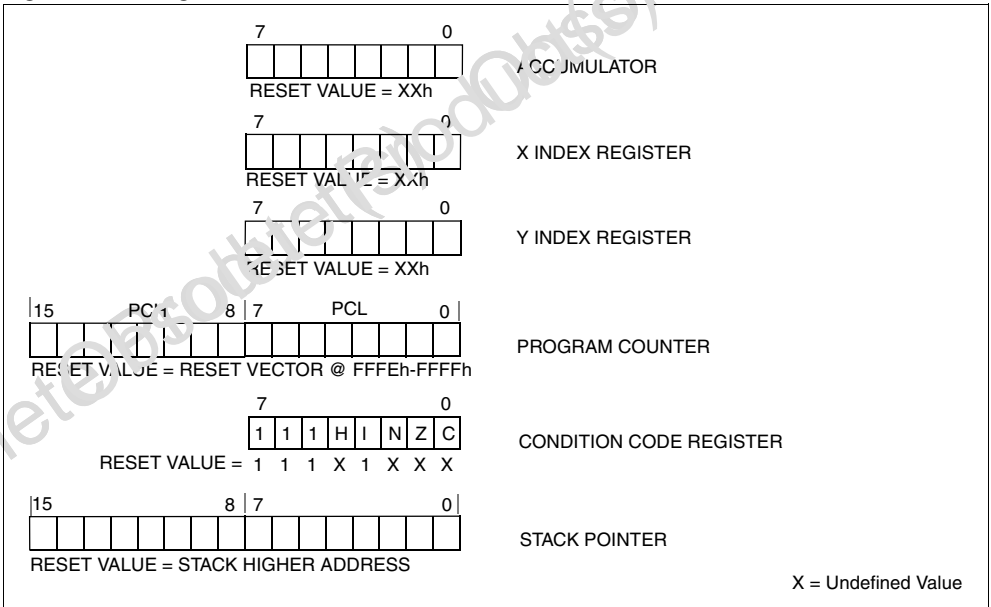 7 0
ACCUMULATOR
RESET VALUE = XXh
7 0
X INDEX REGISTER
RESET VALUE = XXh
7 0
Y INDEX REGISTER
RESET VALUE = XXh
15 PCH 8 7 PCL 0
PROGRAM COUNTER
RESET VALUE = RESET VECTOR @ FFFEh-FFFFh
7 0
1 1 1 H I N Z C
CONDITION CODE REGISTER
RESET VALUE = 1 1 1 X 1 X X X
15 8 7 0
STACK POINTER
RESET VALUE = STACK HIGHER ADDRESS
X = Undefined Value